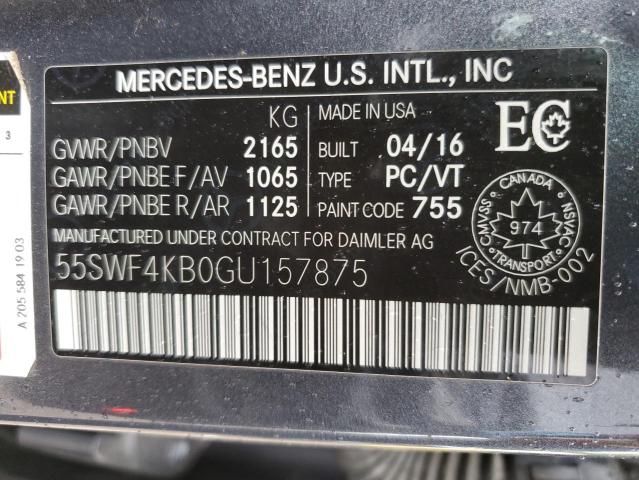 MERCEDES-BENZ U.S. INTL., INC
KG
GVWR/PNBV 2165
GAWR/PNBE F/AV 1065
GAWR/PNBE R/AR 1125
MADE IN USA
BUILT 04/16
TYPE PC/VT
PAINT CODE 755
EC
CANADA
CMVSS 974 NSVAC
TRANSPORT
ICES/NMB-002
MANUFACTURED UNDER CONTRACT FOR DAIMLER AG
55SWF4KB0GU157875
A 205 584 19 03
3